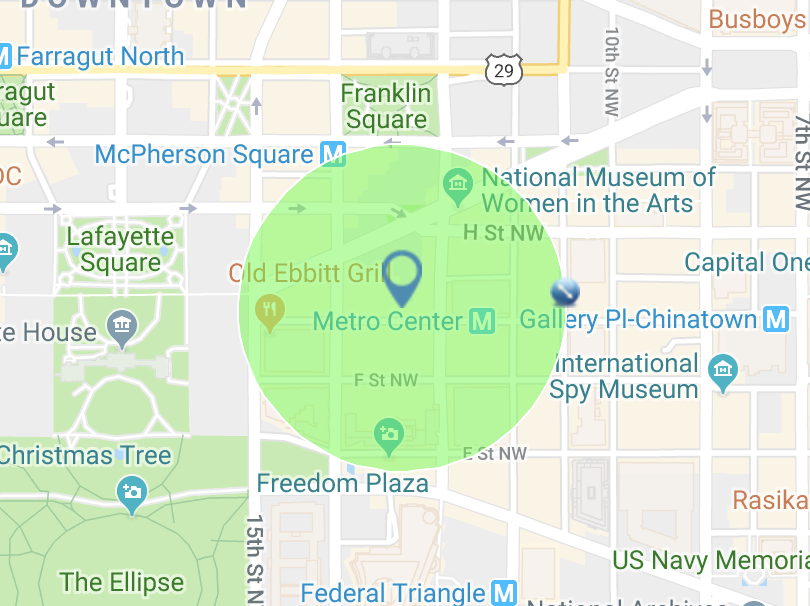 DOWNTOWN
Busboys
M Farragut North
29
10th St NW
ragut
uare
Franklin
Square
McPherson Square M
7th St NW
DC
National Museum of
Women in the Arts
Lafayette
Square
H St NW
Old Ebbitt Grill
Capital One
te House
Metro Center M
Gallery Pl-Chinatown M
International
Spy Museum
F St NW
Christmas Tree
E St NW
Freedom Plaza
Rasika
15th St N
US Navy Memoria
The Ellipse
Federal Triangle M
National Archives